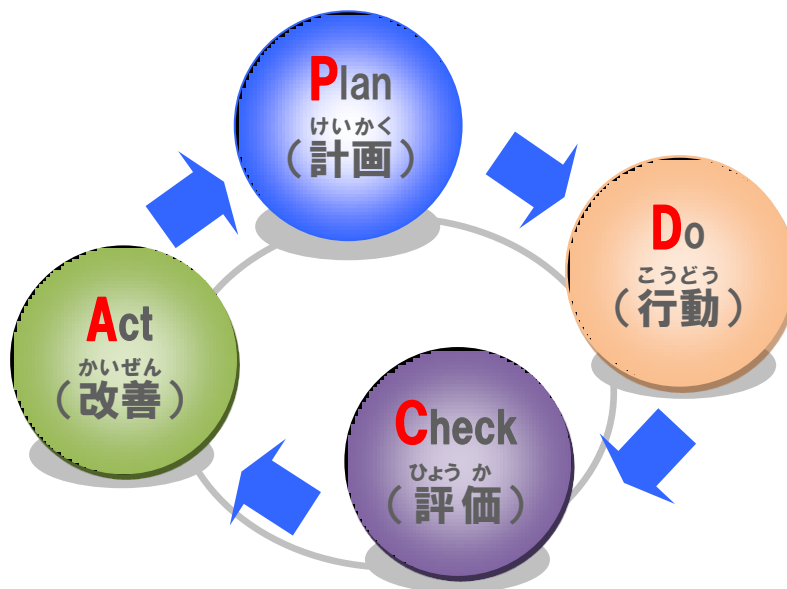 Plan
けいかく
（計画）
Do
こうどう
（行動）
Check
ひょうか
（評価）
Act
かいぜん
（改善）